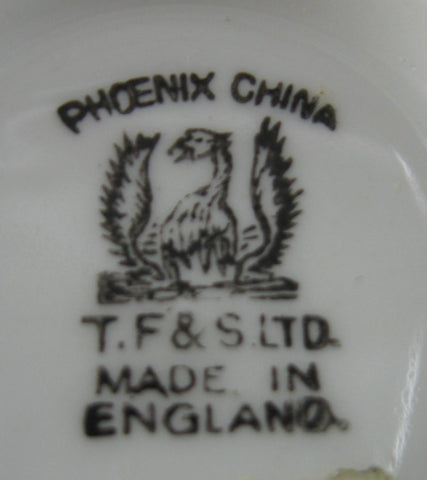 PHOENIX CHINA
T. F & S. LTD.
MADE IN
ENGLAND.